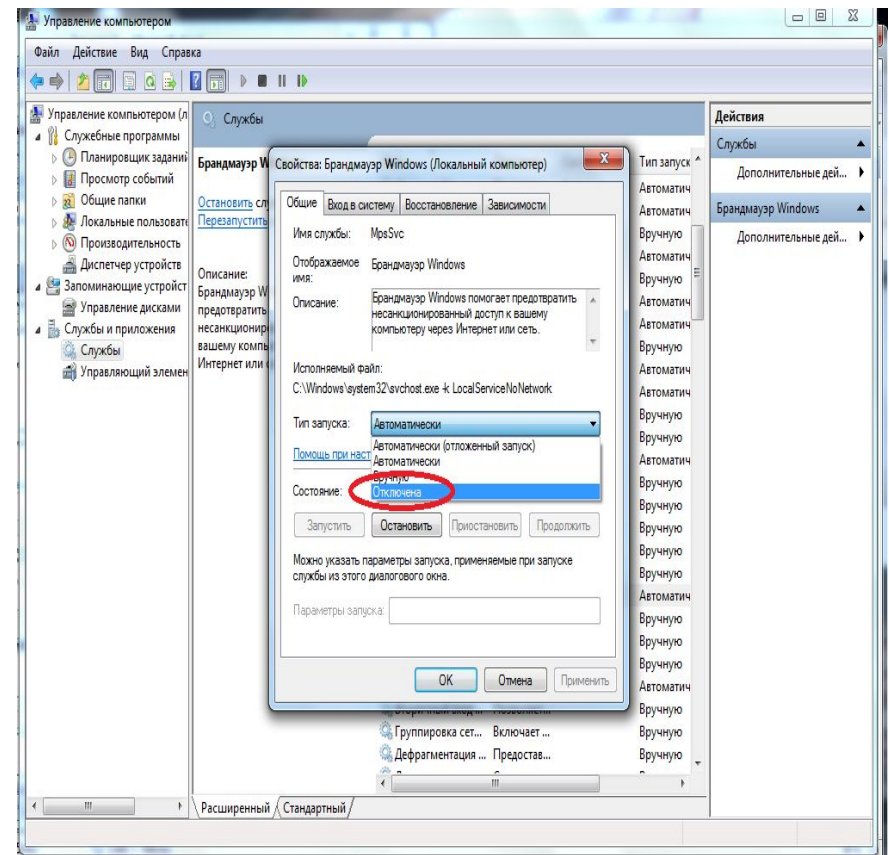 Управление компьютером
Файл Действие Вид Справка
Управление компьютером (л
Служебные программы
Планировщик заданий
Просмотр событий
Общие папки
Локальные пользовате
Производительность
Диспетчер устройств
Запоминающие устройст
Управление дисками
Службы и приложения
Службы
Управляющий элемен
Службы
Брандмауэр W
Остановить сл
Перезапустить
Описание:
Брандмауэр W
предотвратить
несанкциониро
вашему компь
Интернет или с
Свойства: Брандмауэр Windows (Локальный компьютер)
Общие Вход в систему Восстановление Зависимости
Имя службы: MpsSvc
Отображаемое имя: Брандмауэр Windows
Описание: Брандмауэр Windows помогает предотвратить
несанкционированный доступ к вашему
компьютеру через Интернет или сеть.
Исполняемый файл:
C:\Windows\system32\svchost.exe -k LocalServiceNoNetwork
Тип запуска: Автоматически
Автоматически (отложенный запуск)
Помощь при наст
Автоматически
Вручную
Состояние: Отключена
Запустить Остановить Приостановить Продолжить
Можно указать параметры запуска, применяемые при запуске
службы из этого диалогового окна.
Параметры запуска:
OK Отмена Применить
Тип запуск
Автоматич
Автоматич
Вручную
Автоматич
Вручную
Автоматич
Автоматич
Вручную
Автоматич
Автоматич
Вручную
Вручную
Автоматич
Вручную
Вручную
Вручную
Вручную
Вручную
Автоматич
Вручную
Вручную
Вручную
Автоматич
Вручную
Группировка сет... Включает ... Вручную
Дефрагментация ... Предостав... Вручную
Расширенный Стандартный
Действия
Службы
Дополнительные дей...
Брандмауэр Windows
Дополнительные дей...